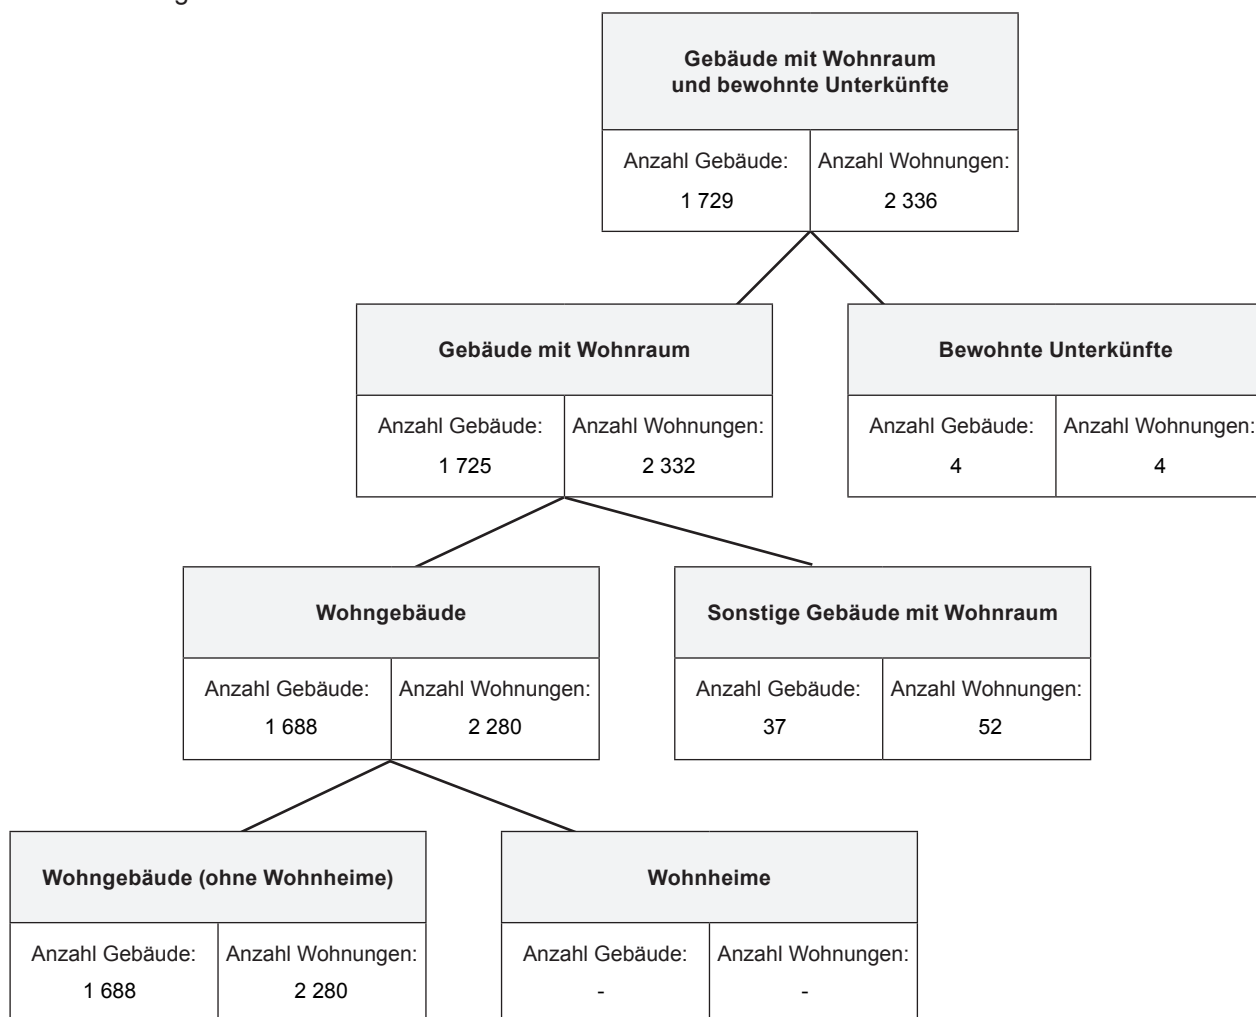 Gebäude mit Wohnraum
und bewohnte Unterkünfte
Anzahl Gebäude: Anzahl Wohnungen:
1 729 2 336
Gebäude mit Wohnraum Bewohnte Unterkünfte
Anzahl Gebäude: Anzahl Wohnungen: Anzahl Gebäude: Anzahl Wohnungen:
1 725 2 332 4 4
Wohngebäude Sonstige Gebäude mit Wohnraum
Anzahl Gebäude: Anzahl Wohnungen: Anzahl Gebäude: Anzahl Wohnungen:
1 688 2 280 37 52
Wohngebäude (ohne Wohnheime) Wohnheime
Anzahl Gebäude: Anzahl Wohnungen: Anzahl Gebäude: Anzahl Wohnungen:
1 688 2 280 - -